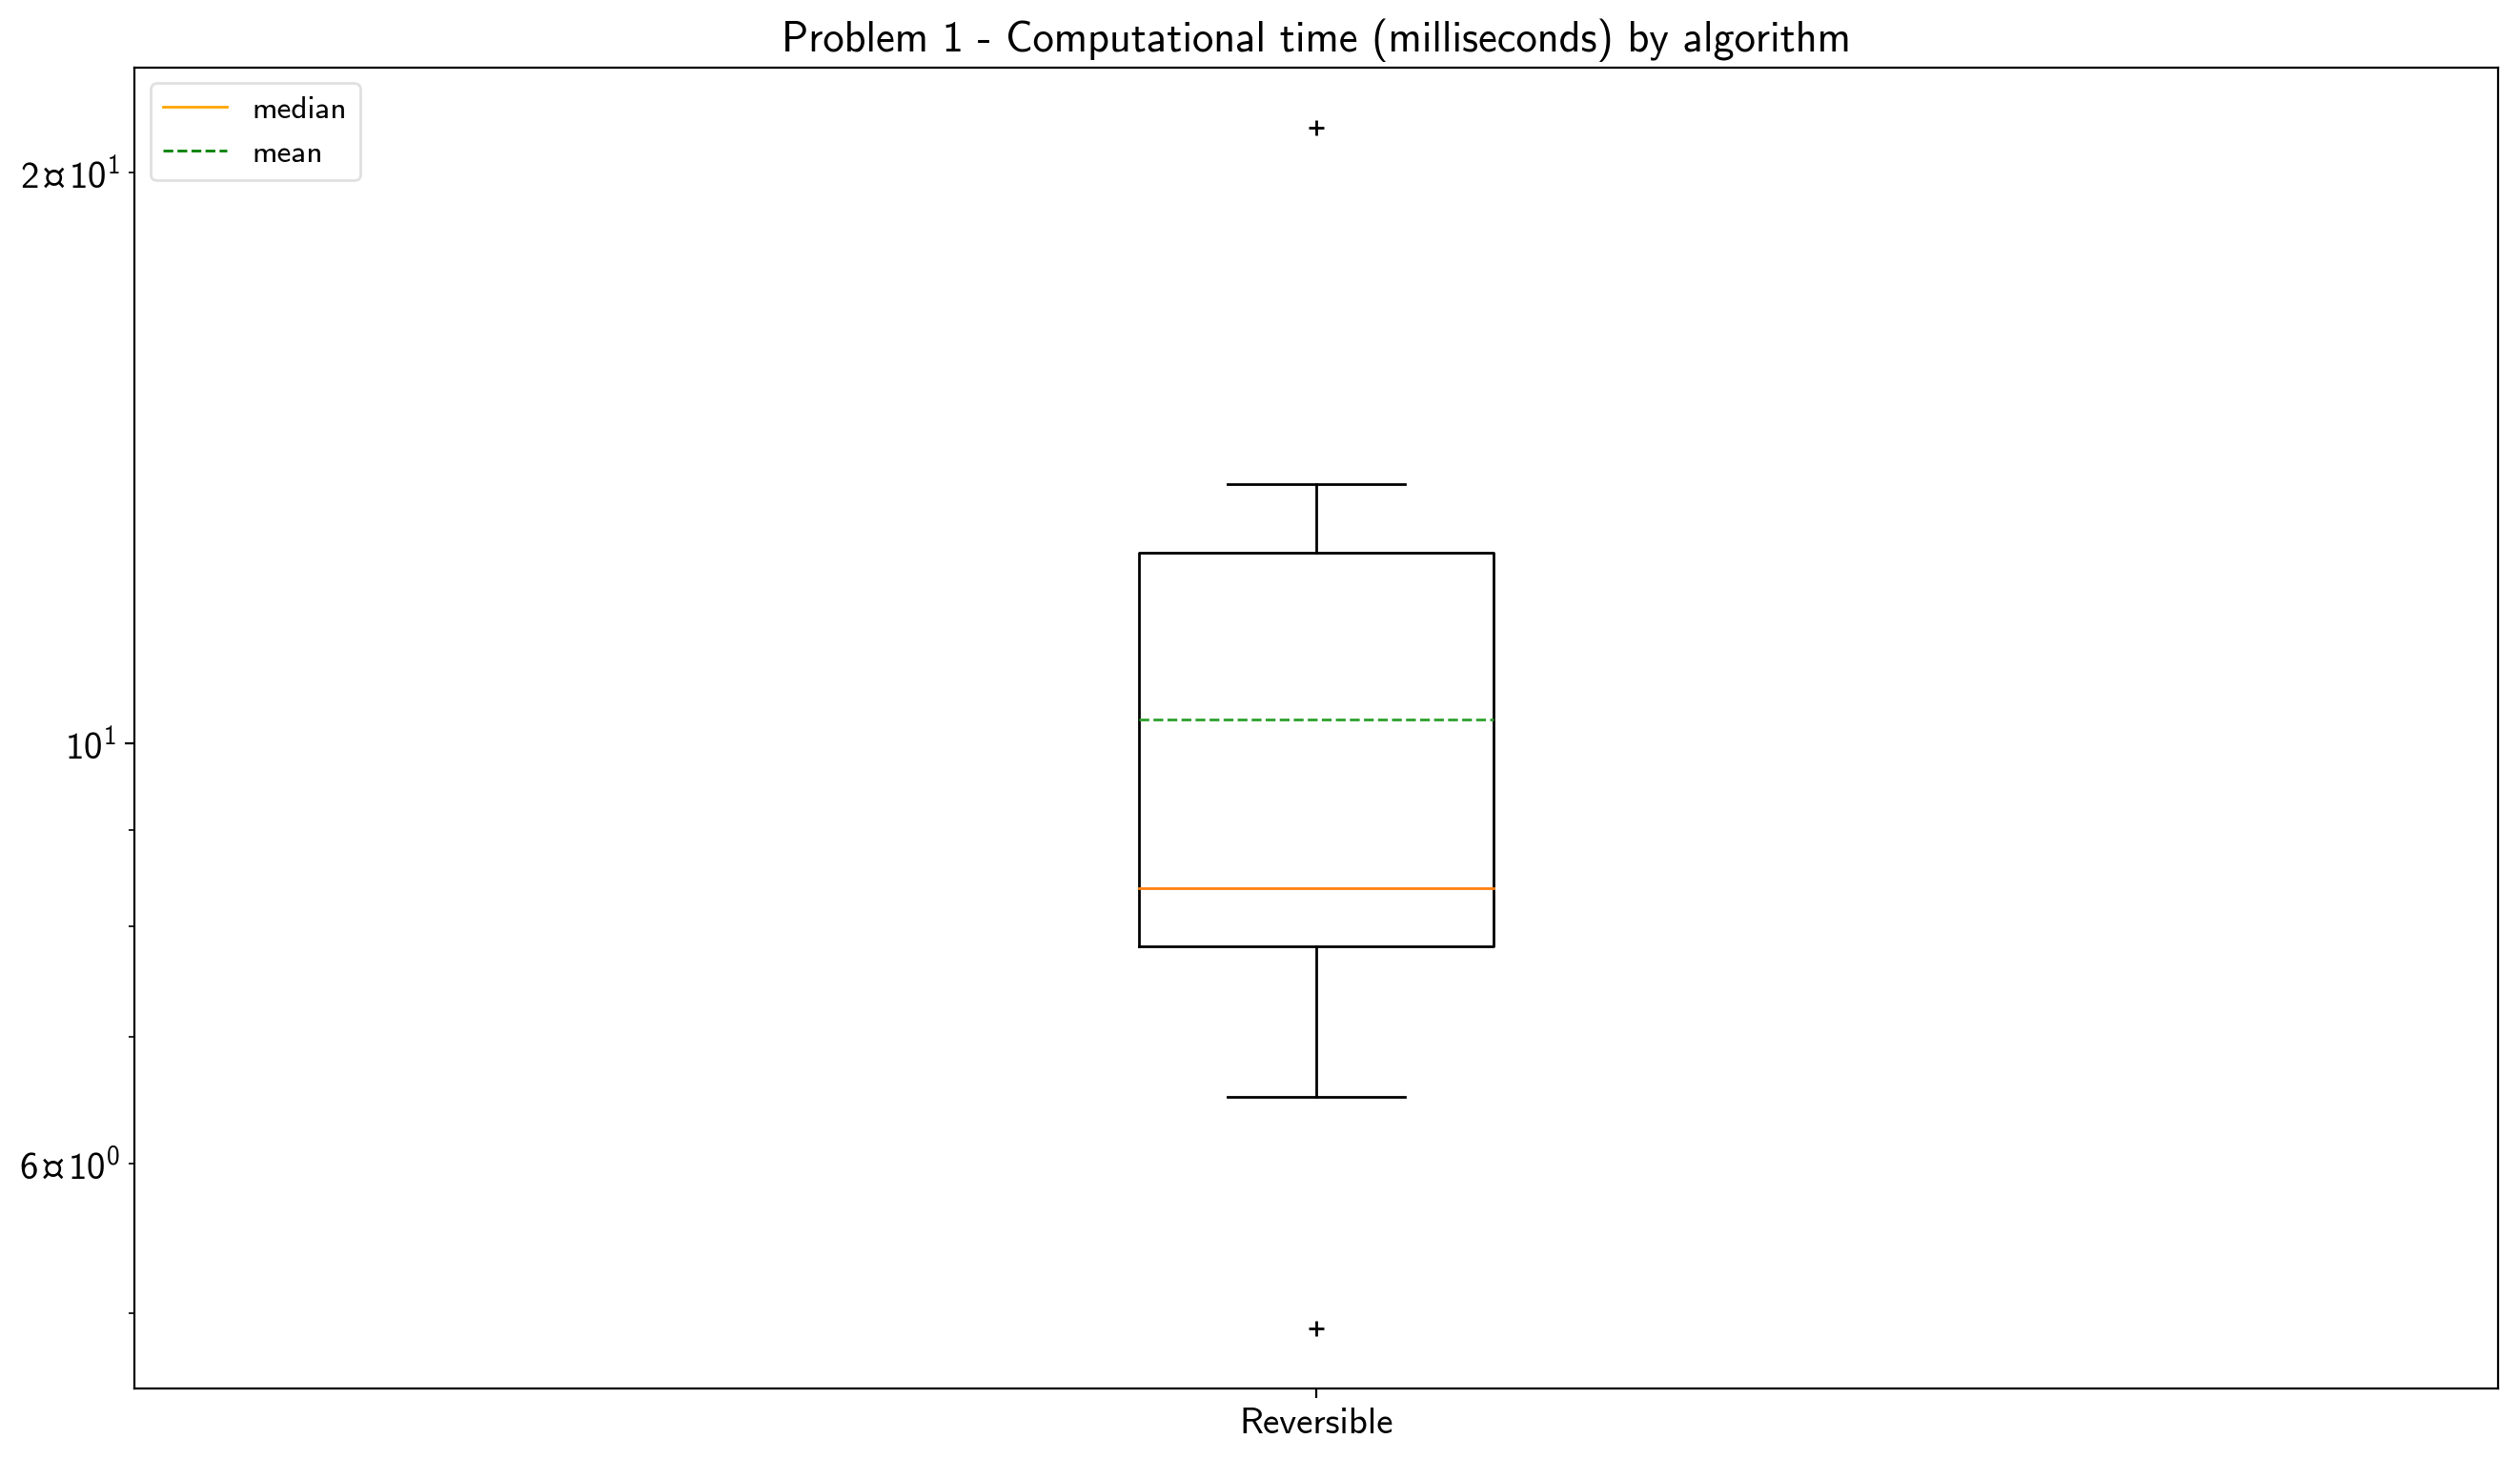 Problem 1 - Computational time (milliseconds) by algorithm
median
mean
2¤10¹
10¹
6¤10⁰
Reversible